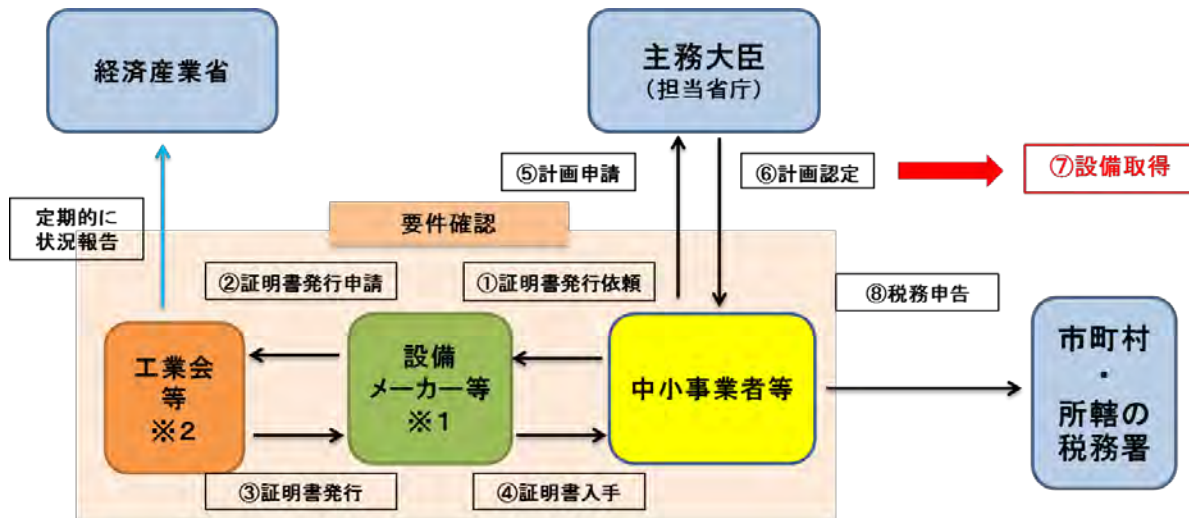 経済産業省
主務大臣
(担当省庁)
⑤計画申請
⑥計画認定
⑦設備取得
定期的に
状況報告
要件確認
②証明書発行申請
①証明書発行依頼
⑧税務申告
工業会
等
※2
設備
メーカー等
※1
中小事業者等
市町村
・
所轄の
税務署
③証明書発行
④証明書入手